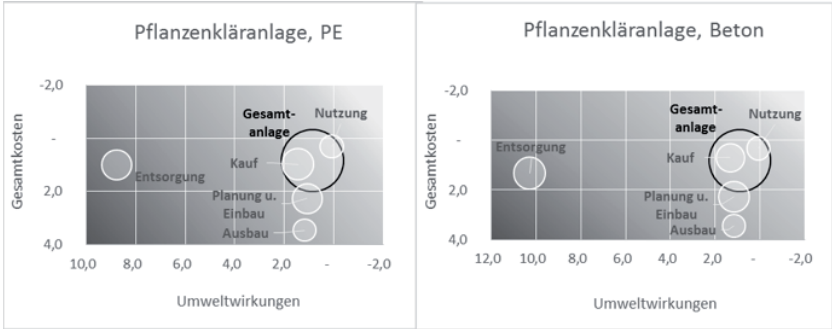 Pflanzenkläranlage, PE
-2,0
-
2,0
4,0
Gesamtkosten
Gesamt-
anlage
Nutzung
Kauf
Entsorgung
Planung u.
Einbau
Ausbau
10,0 8,0 6,0 4,0 2,0 - -2,0
Umweltwirkungen
Pflanzenkläranlage, Beton
-2,0
-
2,0
4,0
Gesamtkosten
Gesamt-
anlage
Nutzung
Entsorgung
Kauf
Planung u.
Einbau
Ausbau
12,0 10,0 8,0 6,0 4,0 2,0 - -2,0
Umweltwirkungen